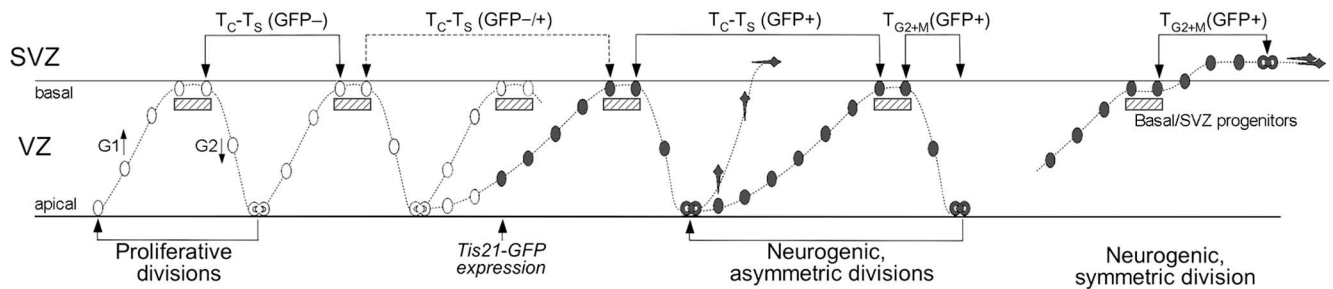 T_C-T_S (GFP–) T_C-T_S (GFP–/+) T_C-T_S (GFP+) T_G2+M(GFP+) T_G2+M(GFP+)
SVZ
basal
Basal/SVZ progenitors
VZ G1 G2
apical
Proliferative
divisions
Tis21-GFP
expression
Neurogenic,
asymmetric divisions
Neurogenic,
symmetric division